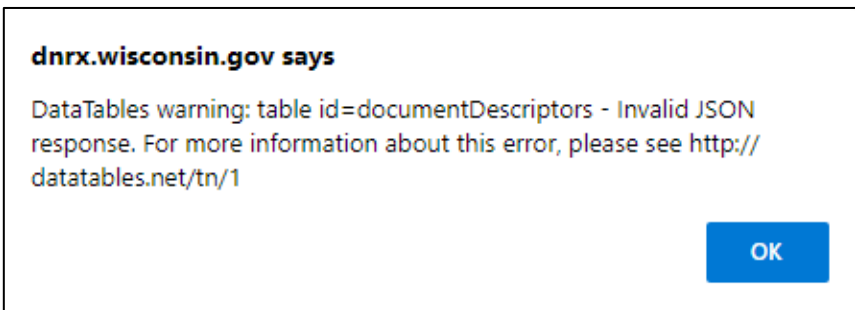 dnrx.wisconsin.gov says
DataTables warning: table id=documentDescriptors - Invalid JSON
response. For more information about this error, please see http://
datatables.net/tn/1
OK